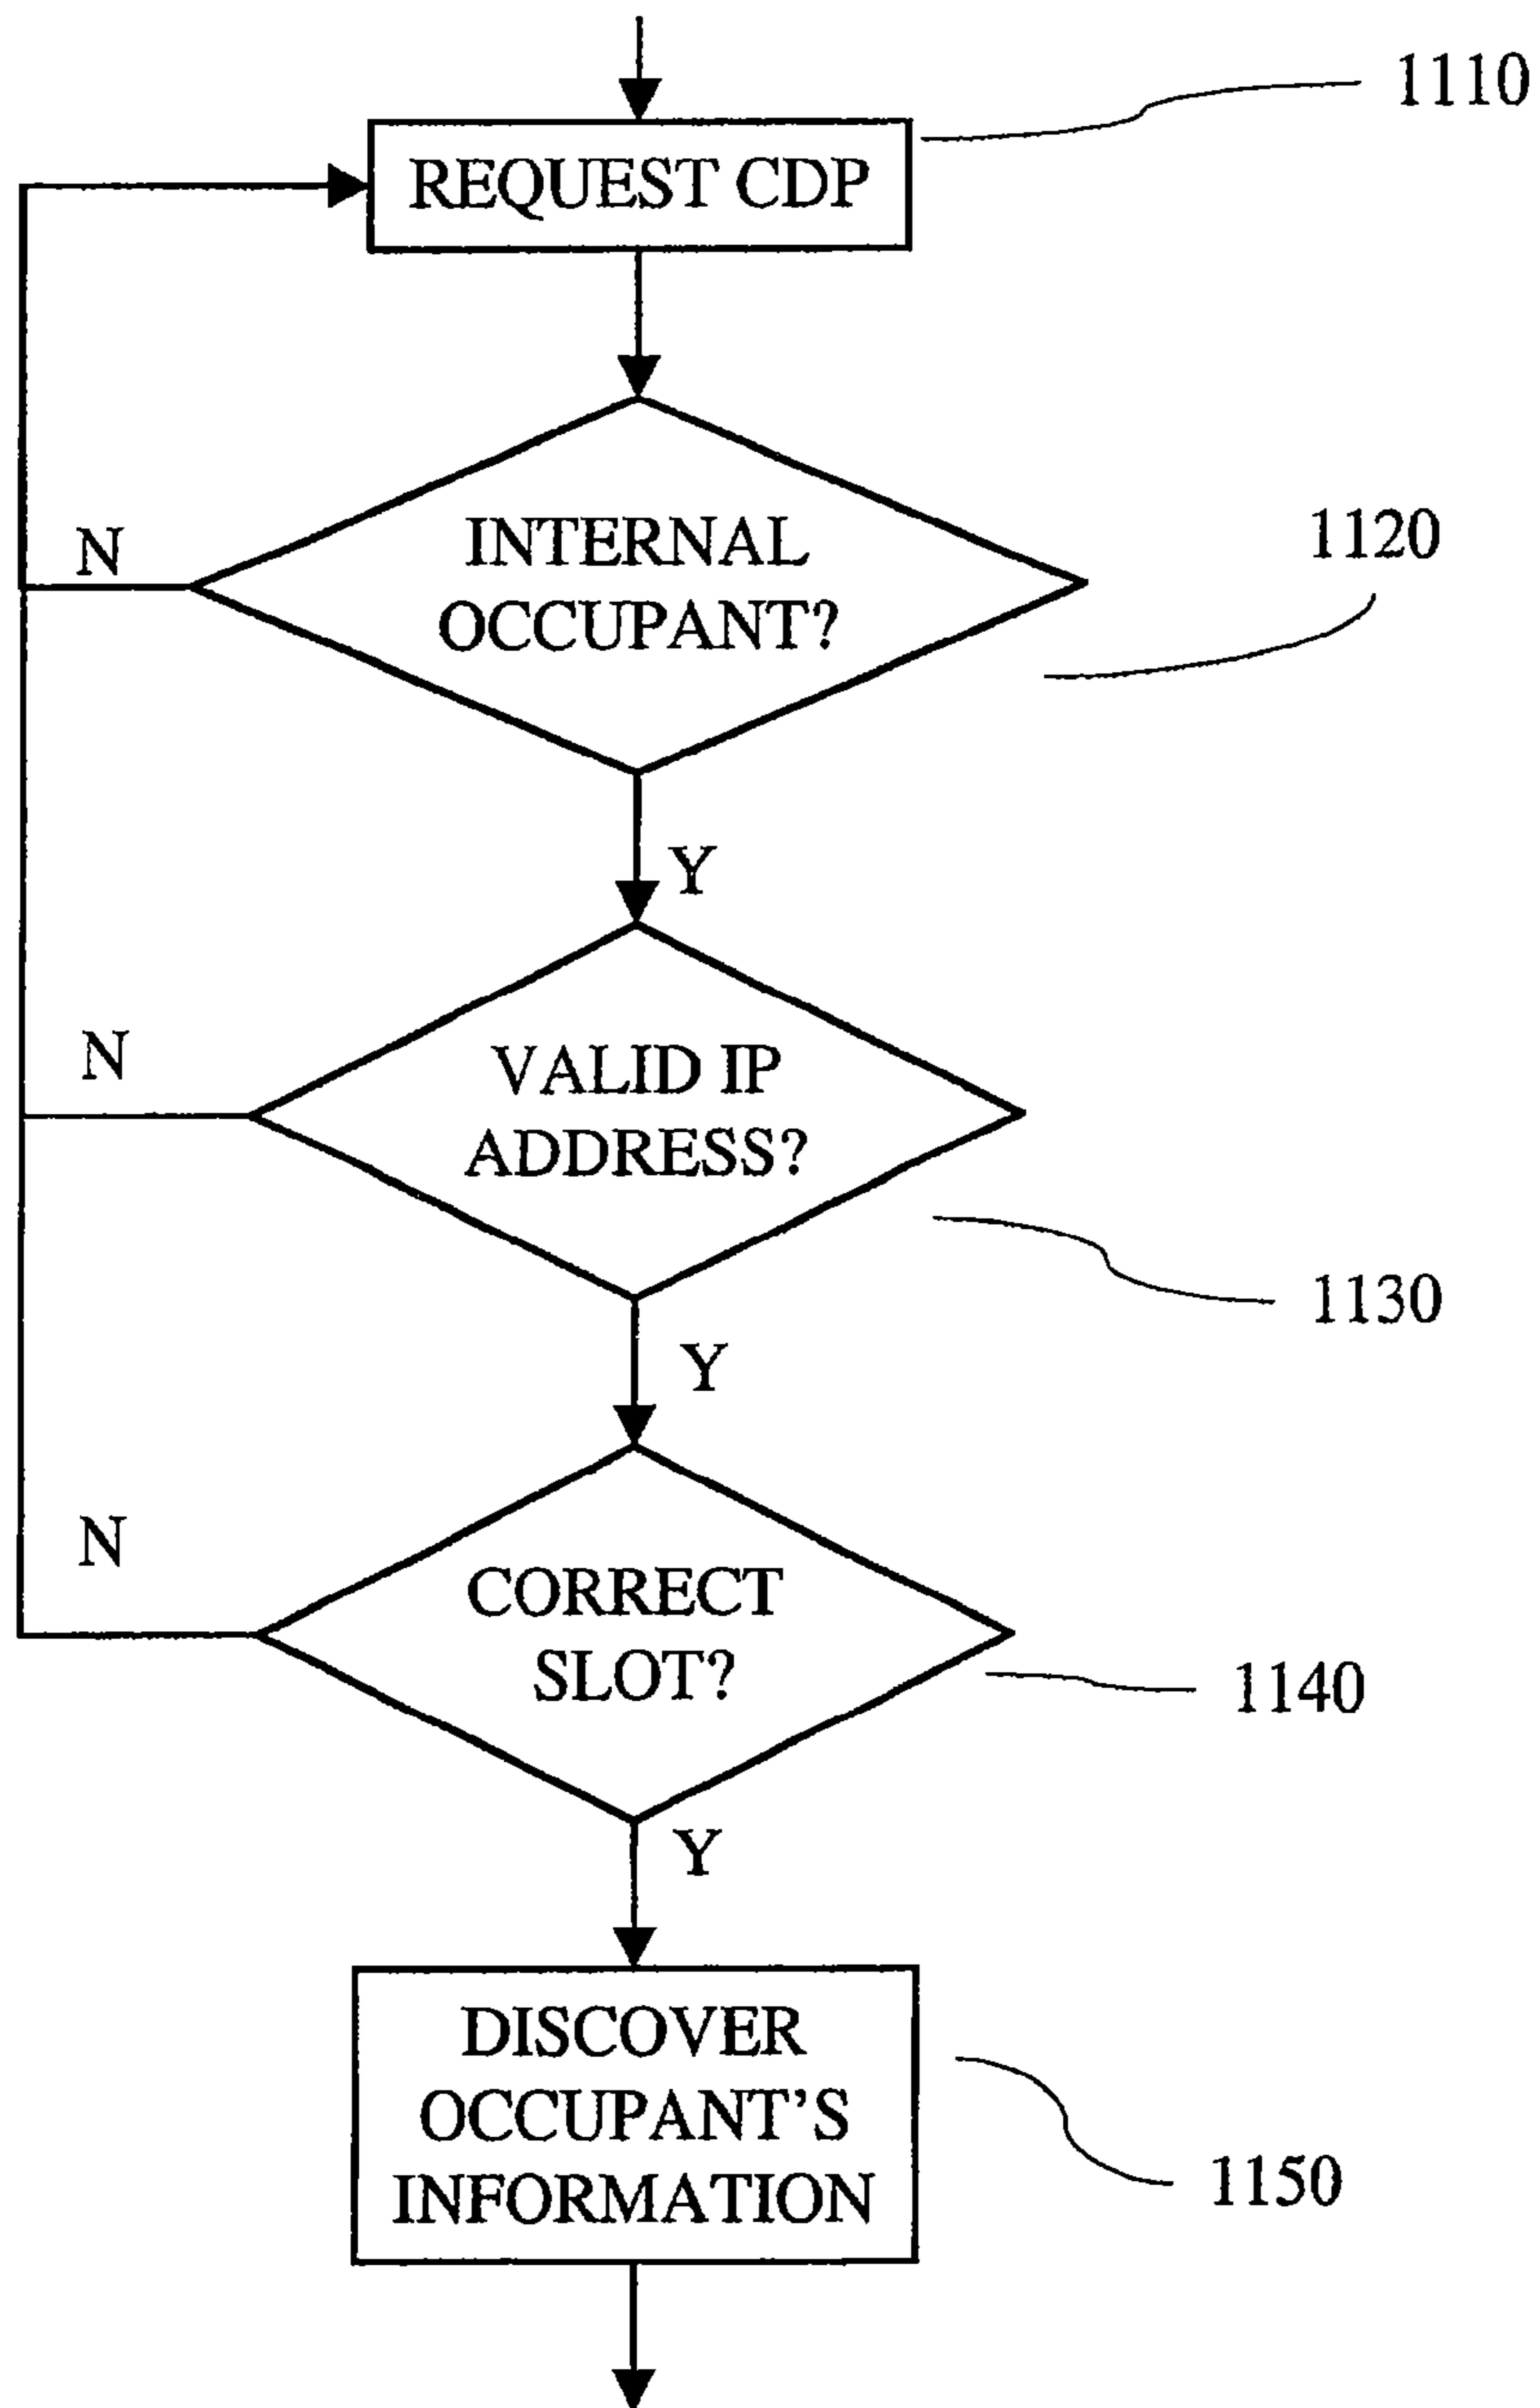 1110
REQUEST CDP
N
INTERNAL
OCCUPANT?
1120
Y
N
VALID IP
ADDRESS?
1130
Y
N
CORRECT
SLOT?
1140
Y
DISCOVER
OCCUPANT'S
INFORMATION
1150